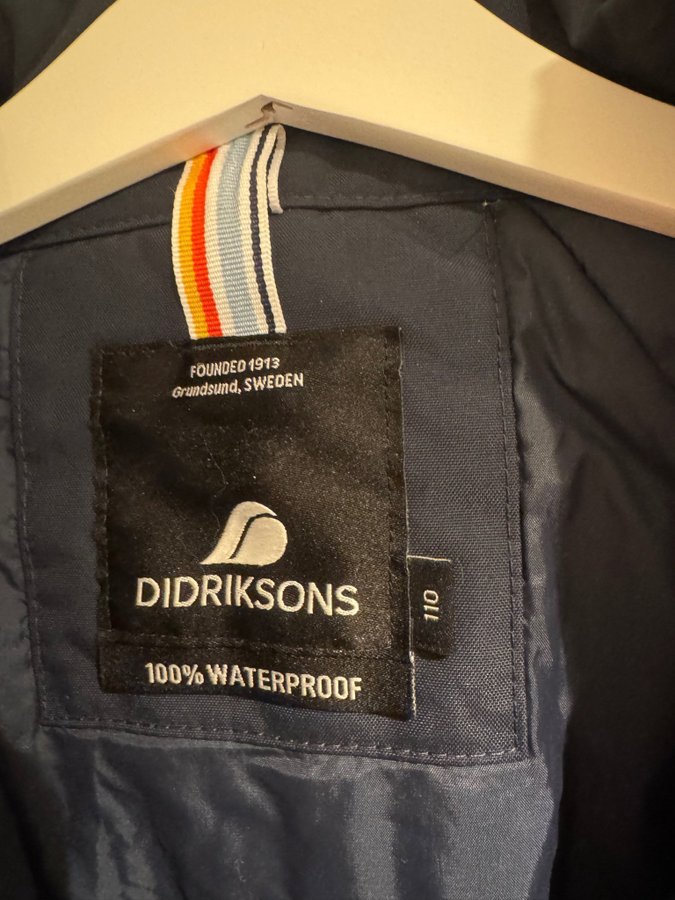 FOUNDED 1913
Grundsund, SWEDEN
DIDRIKSONS
110
100% WATERPROOF